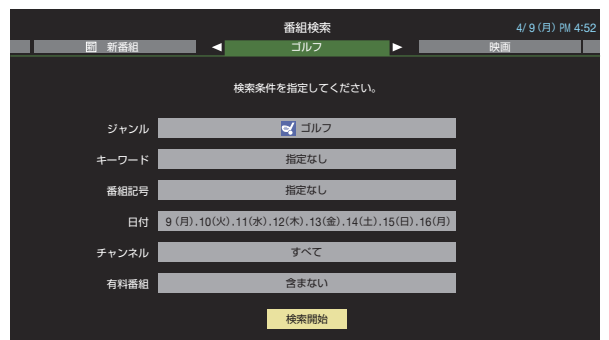 番組検索
4/ 9 (月) PM 4:52
新番組
ゴルフ
映画
検索条件を指定してください。
ジャンル ゴルフ
キーワード 指定なし
番組記号 指定なし
日付 9 (月).10(火).11(水).12(木).13(金).14(土).15(日).16(月)
チャンネル すべて
有料番組 含まない
検索開始